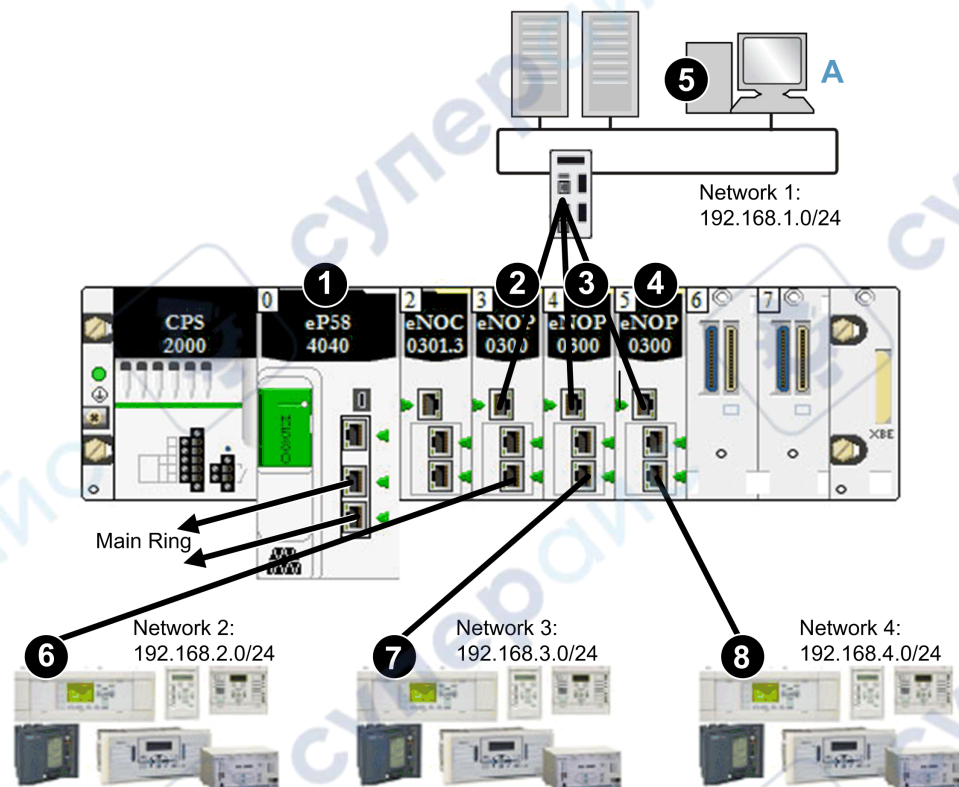 5
A
Network 1:
192.168.1.0/24
1
2
3
4
0
2
3
4
5
6
7
CPS
2000
eP58
4040
eNOC
0301.3
eNOP
0300
eNOP
0300
eNOP
0300
XBE
Main Ring
6
Network 2:
192.168.2.0/24
7
Network 3:
192.168.3.0/24
8
Network 4:
192.168.4.0/24